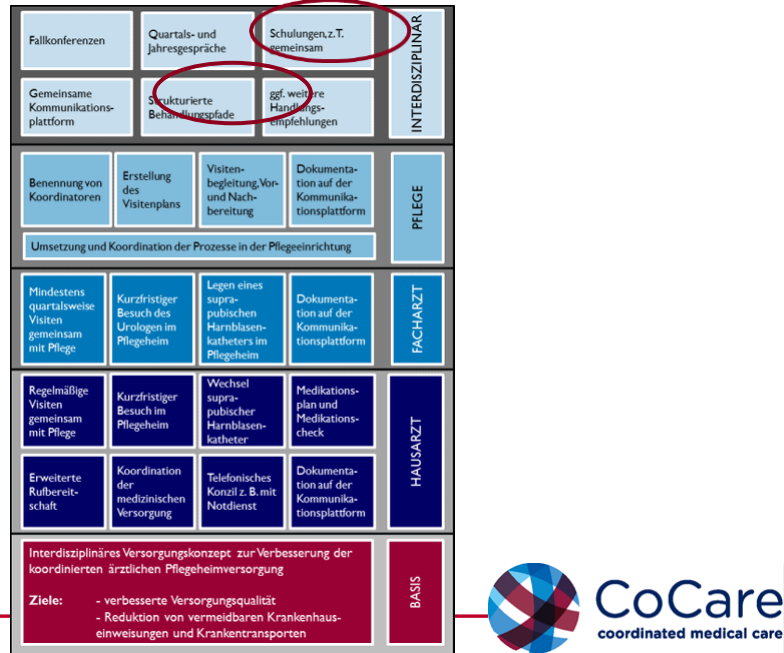 Fallkonferenzen
Quartals- und
Jahresgespräche
Schulungen, z.T.
gemeinsam
Gemeinsame
Kommunikations-
plattform
Strukturierte
Behandlungspfade
ggf. weitere
Handlungs-
empfehlungen
INTERDISZIPLINÄR
Benennung von
Koordinatoren
Erstellung
des
Visitenplans
Visiten-
begleitung, Vor-
und Nach-
bereitung
Dokumenta-
tion auf der
Kommunika-
tionsplattform
Umsetzung und Koordination der Prozesse in der Pflegeeinrichtung
PFLEGE
Mindestens
quartalsweise
Visiten
gemeinsam
mit Pflege
Kurzfristiger
Besuch des
Urologen im
Pflegeheim
Legen eines
supra-
pubischen
Harnblasen-
katheters im
Pflegeheim
Dokumenta-
tion auf der
Kommunika-
tionsplattform
FACHARZT
Regelmäßige
Visiten
gemeinsam
mit Pflege
Kurzfristiger
Besuch im
Pflegeheim
Wechsel
supra-
pubischer
Harnblasen-
katheter
Medikations-
plan und
Medikations-
check
Erweiterte
Rufbereit-
schaft
Koordination
der
medizinischen
Versorgung
Telefonisches
Konzil z. B. mit
Notdienst
Dokumenta-
tion auf der
Kommunika-
tionsplattform
HAUSARZT
Interdisziplinäres Versorgungskonzept zur Verbesserung der
koordinierten ärztlichen Pflegeheimversorgung
Ziele: - verbesserte Versorgungsqualität
- Reduktion von vermeidbaren Krankenhaus-
einweisungen und Krankentransporten
BASIS
CoCare
coordinated medical care